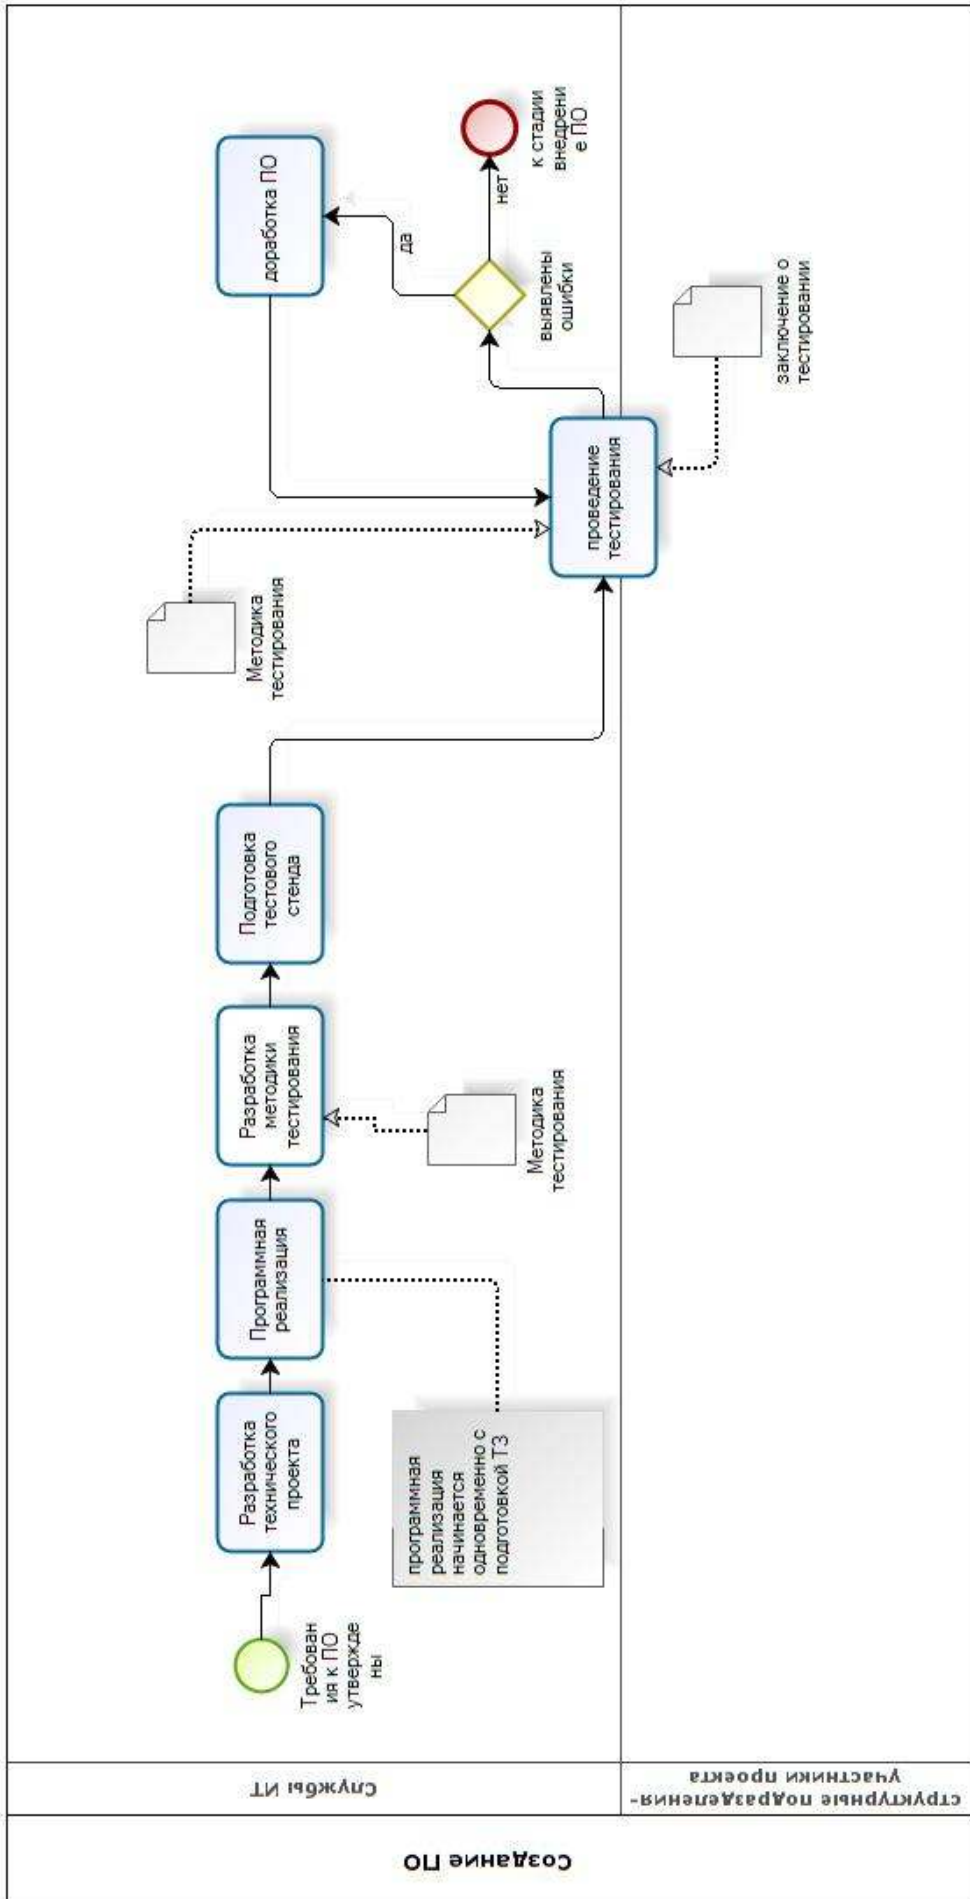 Создание ПО
Службы ИТ
структурные подразделения-
участники проекта
Требован
ия к ПО
утвержде
ны
Разработка
технического
проекта
Программная
реализация
Разработка
методики
тестирования
Подготовка
тестового
стенда
программная
реализация
начинается
одновременно с
подготовкой ТЗ
Методика
тестирования
Методика
тестирования
проведение
тестирования
доработка ПО
да
выявлены
ошибки
нет
к стадии
внедрени
е ПО
заключение о
тестировании